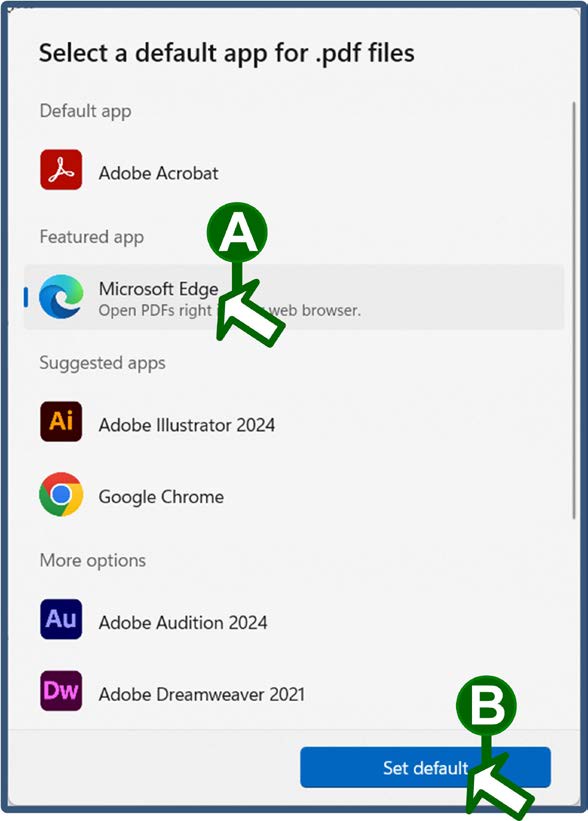 Select a default app for .pdf files
Default app
Adobe Acrobat
Featured app
A
Microsoft Edge
Open PDFs right web browser.
Suggested apps
Ai
Adobe Illustrator 2024
Google Chrome
More options
Au
Adobe Audition 2024
Dw
Adobe Dreamweaver 2021
B
Set default